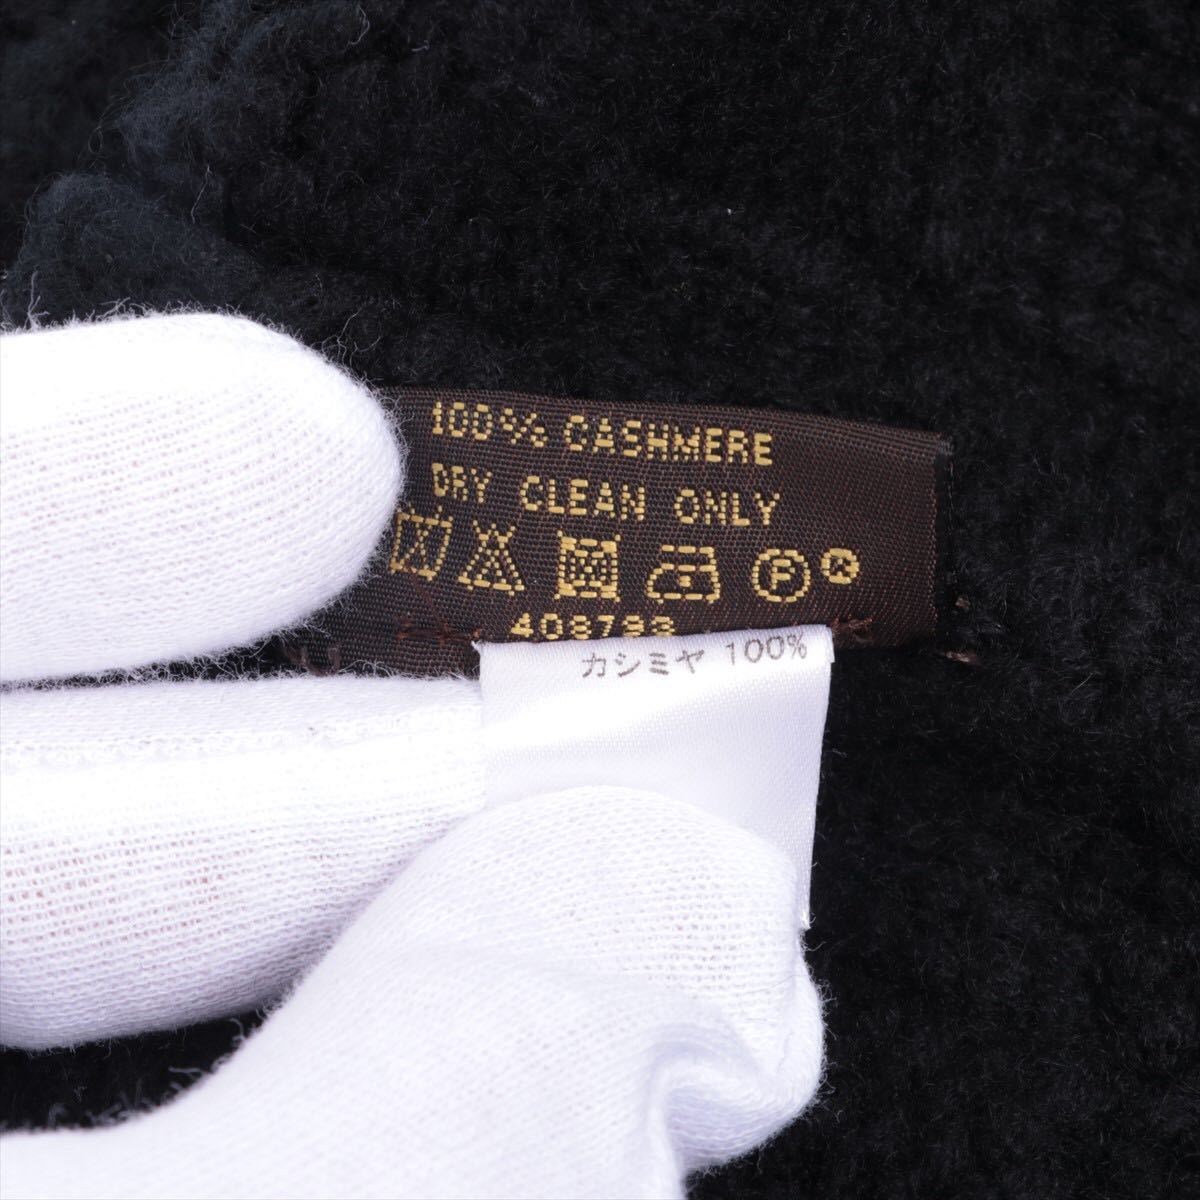 100% CASHMERE
DRY CLEAN ONLY
P ®
カシミヤ 100%